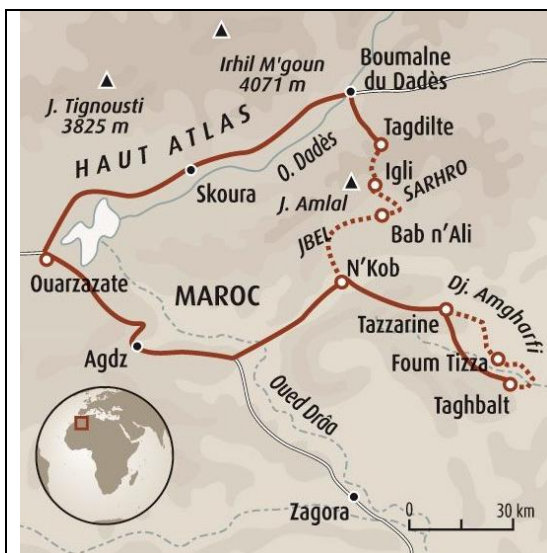 Irhil M'goun
4071 m
J. Tignousti
3825 m
Boumalne
du Dadès
HAUT ATLAS
Tagdilte
O. Dadès
Igli
SARHRO
Skoura
J. Amlal
JBEL
Bab n'Ali
Ouarzazate
MAROC
N'Kob
Dj. Amgharfi
Tazzarine
Foum Tizza
Agdz
Taghbalt
Oued Drâa
Zagora
0 30 km